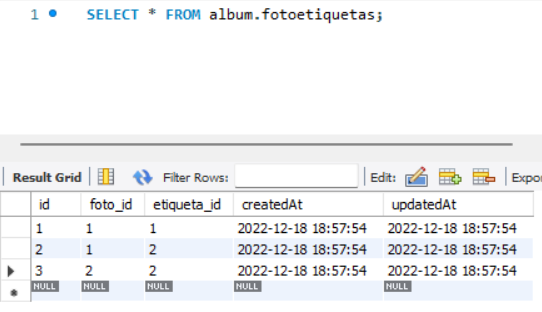 1 SELECT * FROM album.fotoetiquetas;
Result Grid Filter Rows: Edit: Expor
id foto_id etiqueta_id createdAt updatedAt
1 1 1 2022-12-18 18:57:54 2022-12-18 18:57:54
2 1 2 2022-12-18 18:57:54 2022-12-18 18:57:54
3 2 2 2022-12-18 18:57:54 2022-12-18 18:57:54
NULL NULL NULL NULL NULL